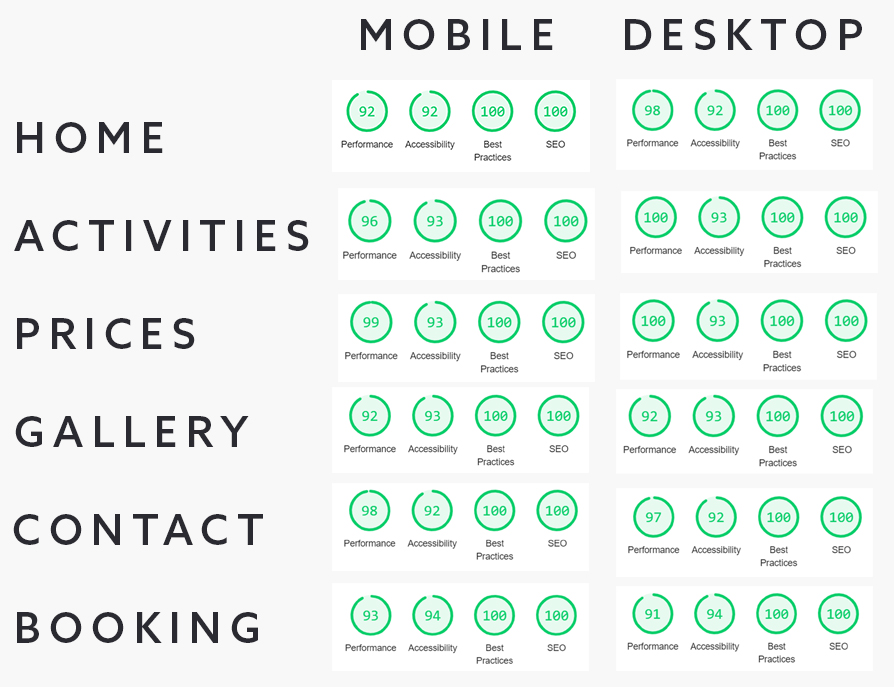 MOBILE DESKTOP
HOME
92 92 100 100 98 92 100 100
Performance Accessibility Best Practices SEO Performance Accessibility Best Practices SEO
ACTIVITIES
96 93 100 100 100 93 100 100
Performance Accessibility Best Practices SEO Performance Accessibility Best Practices SEO
PRICES
99 93 100 100 100 93 100 100
Performance Accessibility Best Practices SEO Performance Accessibility Best Practices SEO
GALLERY
92 93 100 100 92 93 100 100
Performance Accessibility Best Practices SEO Performance Accessibility Best Practices SEO
CONTACT
98 92 100 100 97 92 100 100
Performance Accessibility Best Practices SEO Performance Accessibility Best Practices SEO
BOOKING
93 94 100 100 91 94 100 100
Performance Accessibility Best Practices SEO Performance Accessibility Best Practices SEO